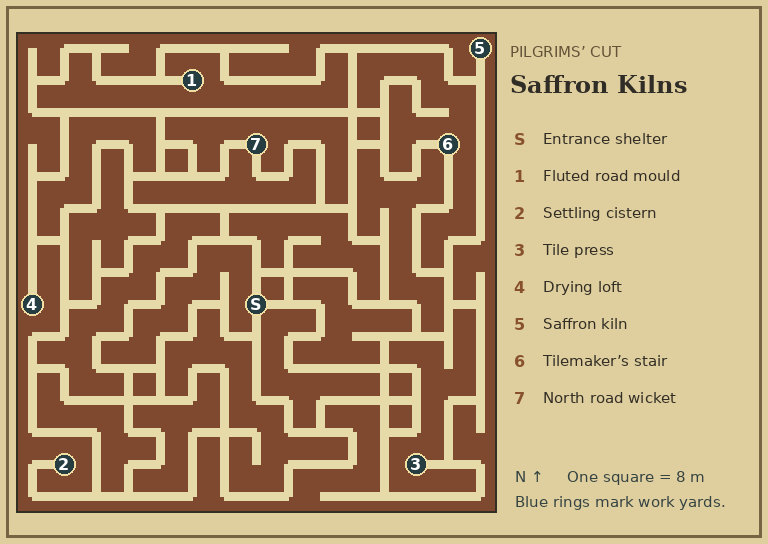 PILGRIMS’ CUT
Saffron Kilns
S Entrance shelter
1 Fluted road mould
2 Settling cistern
3 Tile press
4 Drying loft
5 Saffron kiln
6 Tilemaker’s stair
7 North road wicket
N ↑ One square = 8 m
Blue rings mark work yards.
5
1
7
6
4
S
2
3